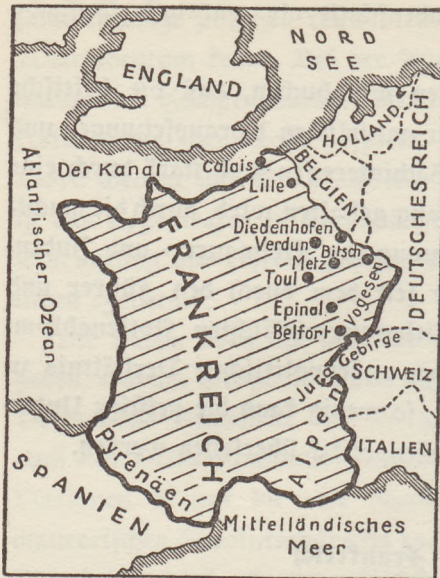 NORD
SEE
ENGLAND
HOLLAND
Der Kanal
Calais
Lille
BELGIEN
DEUTSCHES REICH
Atlantischer Ozean
FRANKREICH
Diedenhofen
Verdun
Bitsch
Metz
Toul
Vogesen
Epinal
Belfort
Jura Gebirge
SCHWEIZ
Alpen
ITALIEN
Pyrenäen
SPANIEN
Mittelländisches
Meer